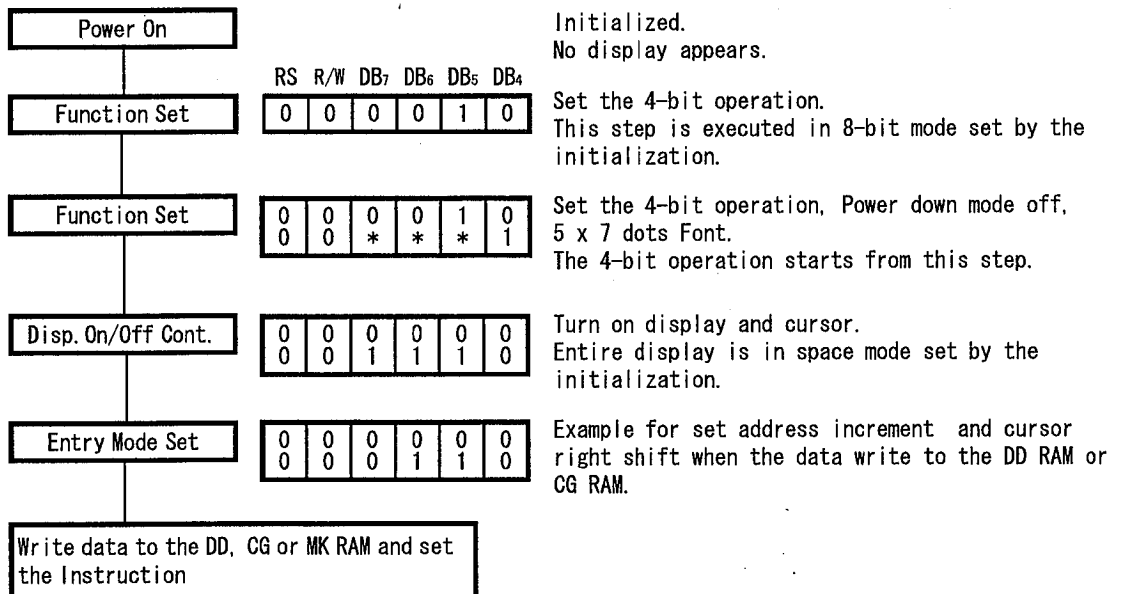 Power On
Initialized.
No display appears.
RS R/W DB7 DB6 DB5 DB4
Function Set
0 0 0 0 1 0
Set the 4-bit operation.
This step is executed in 8-bit mode set by the
initialization.
Function Set
0 0 0 0 1 0
0 0 * * * 1
Set the 4-bit operation, Power down mode off,
5 x 7 dots Font.
The 4-bit operation starts from this step.
Disp. On/Off Cont.
0 0 0 0 0 0
0 0 1 1 1 0
Turn on display and cursor.
Entire display is in space mode set by the
initialization.
Entry Mode Set
0 0 0 0 0 0
0 0 0 1 1 0
Example for set address increment and cursor
right shift when the data write to the DD RAM or
CG RAM.
Write data to the DD, CG or MK RAM and set
the Instruction